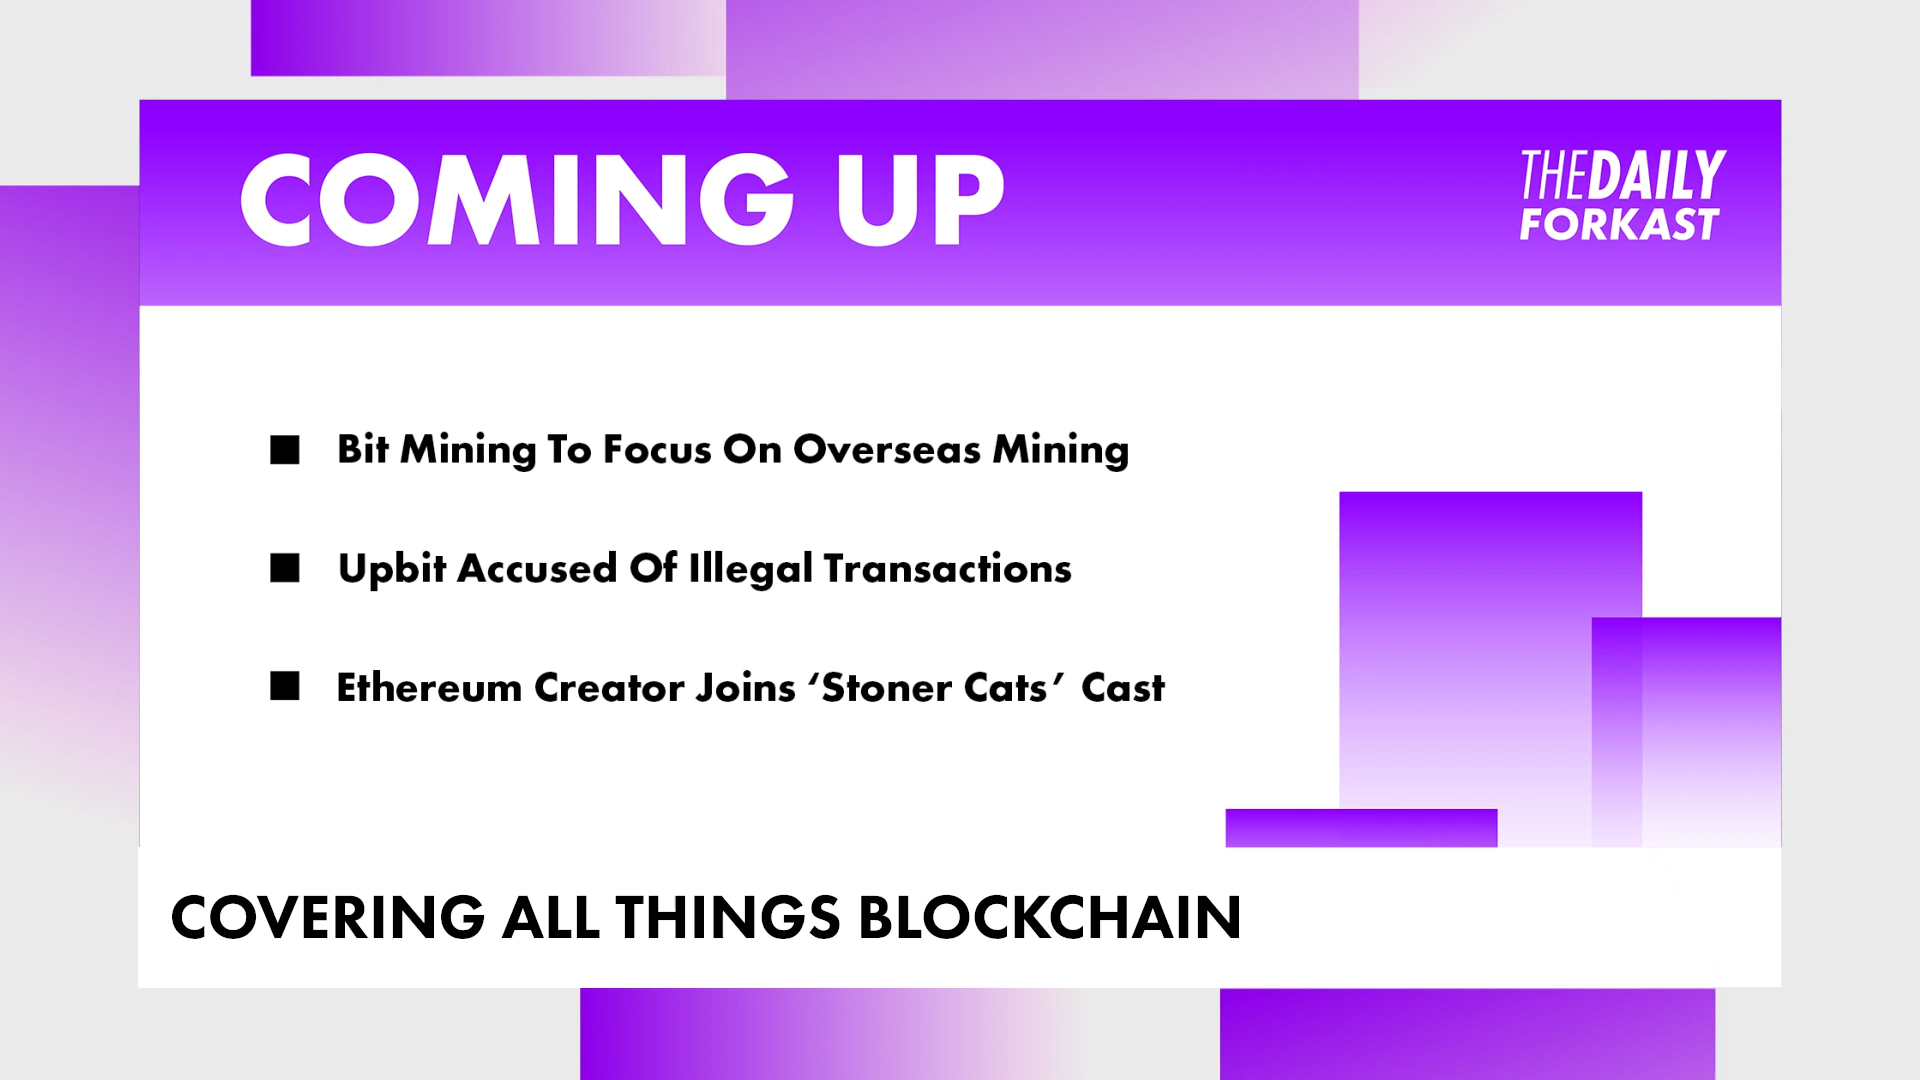 COMING UP
THEDAILY
FORKAST
Bit Mining To Focus On Overseas Mining
Upbit Accused Of Illegal Transactions
Ethereum Creator Joins ‘Stoner Cats’ Cast
COVERING ALL THINGS BLOCKCHAIN